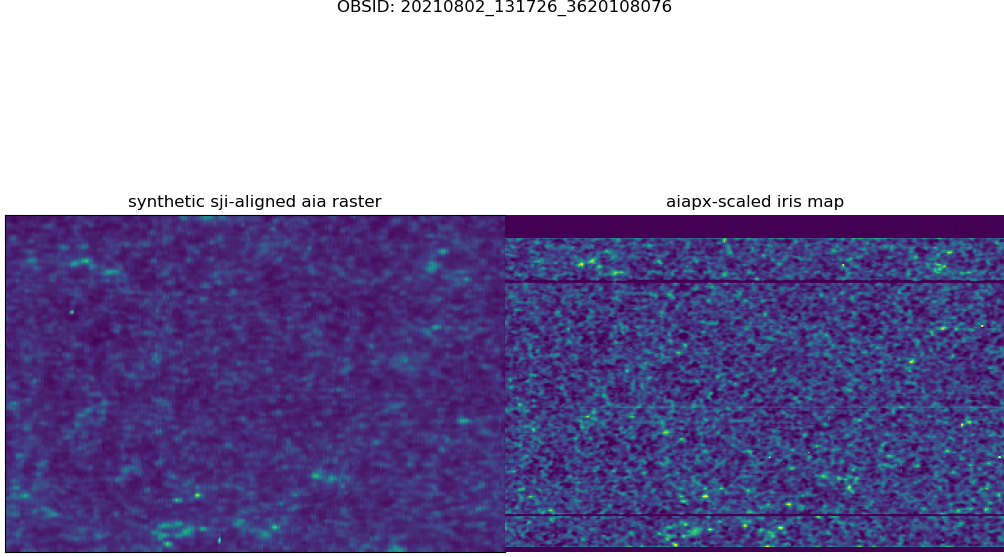 OBSID: 20210802_131726_3620108076
synthetic sji-aligned aia raster
aiapx-scaled iris map